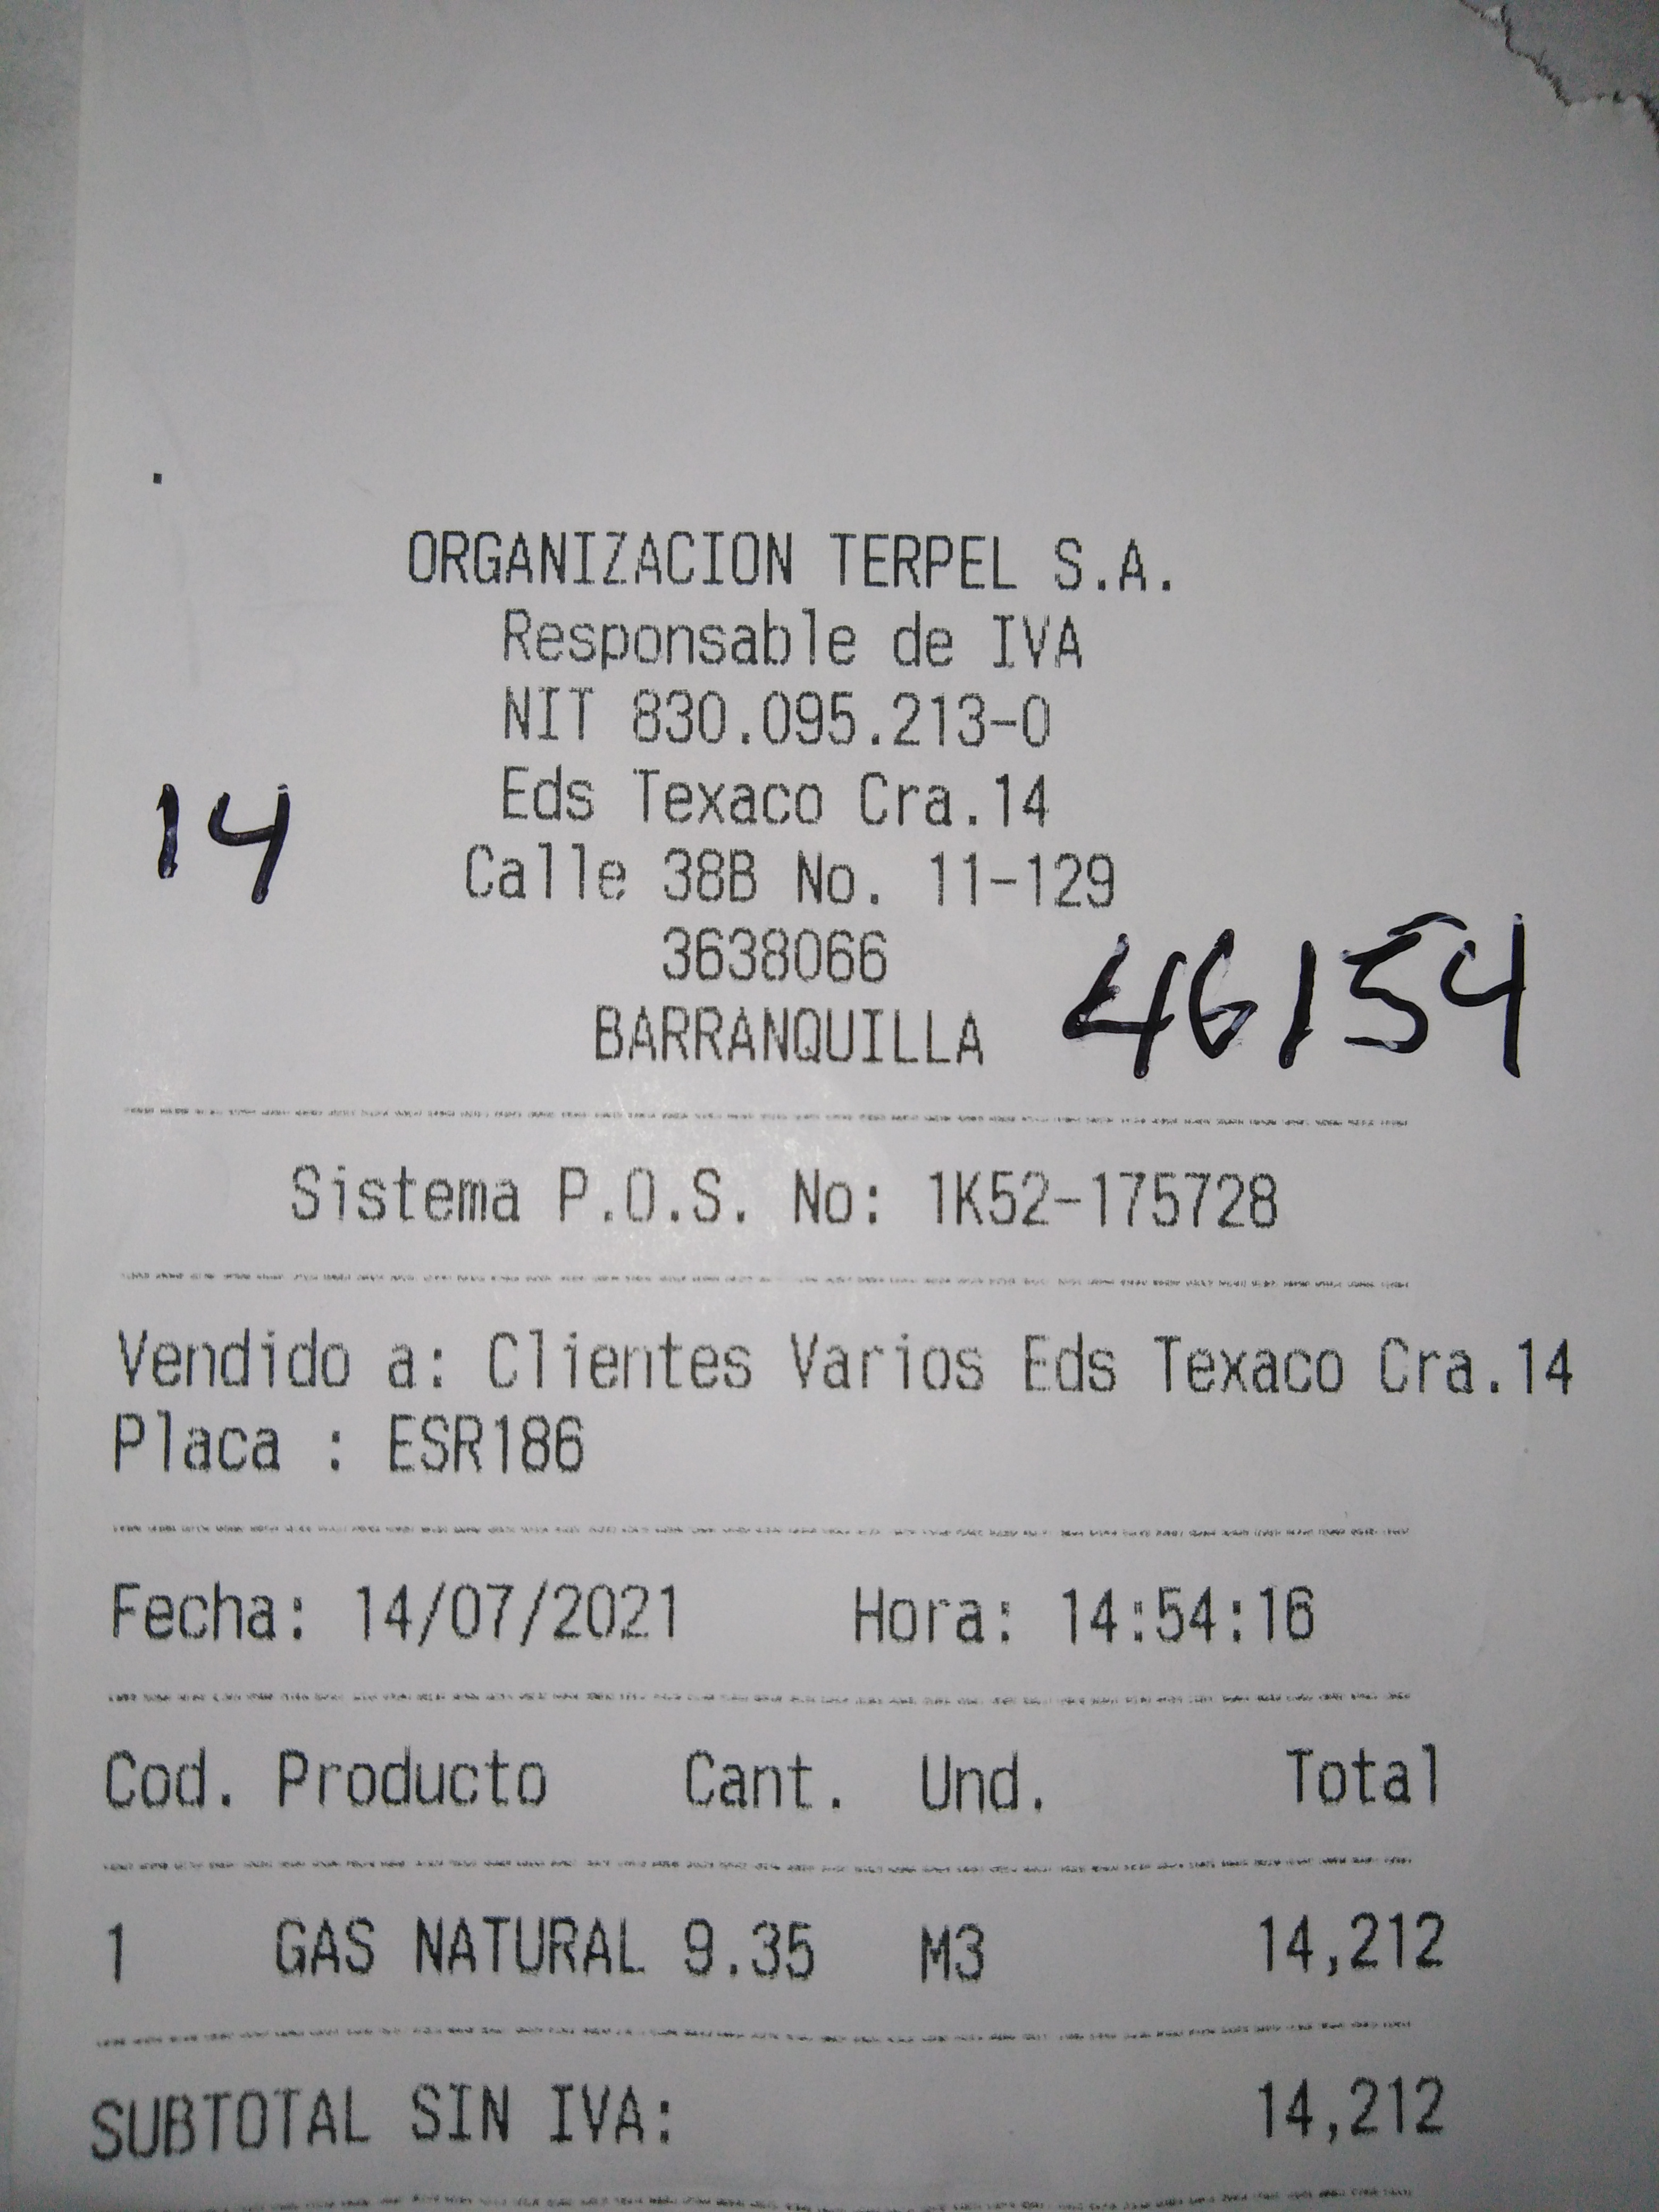 ORGANIZACION TERPEL S.A.
Responsable de IVA
NIT 830.095.213-0
Eds Texaco Cra.14
14
Calle 38B No. 11-129
3638066
46154
BARRANQUILLA
Sistema P.O.S. No: 1K52-175728
Vendido a: Clientes Varios Eds Texaco Cra.14
Placa : ESR186
Fecha: 14/07/2021 Hora: 14:54:16
Cod. Producto Cant. Und. Total
1 GAS NATURAL 9.35 M3 14,212
SUBTOTAL SIN IVA: 14,212